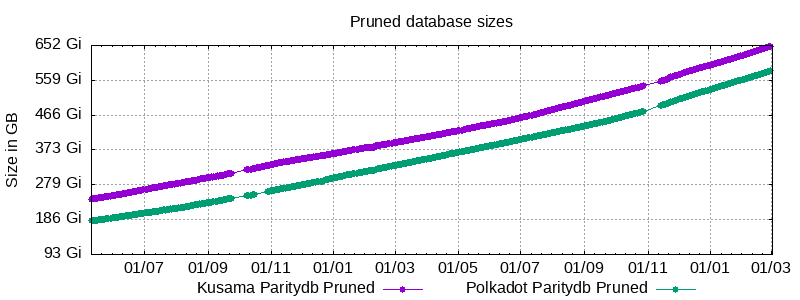 Pruned database sizes
652 Gi
559 Gi
466 Gi
373 Gi
279 Gi
186 Gi
93 Gi
Size in GB
01/07 01/09 01/11 01/01 01/03 01/05 01/07 01/09 01/11 01/01 01/03
Kusama Paritydb Pruned Polkadot Paritydb Pruned